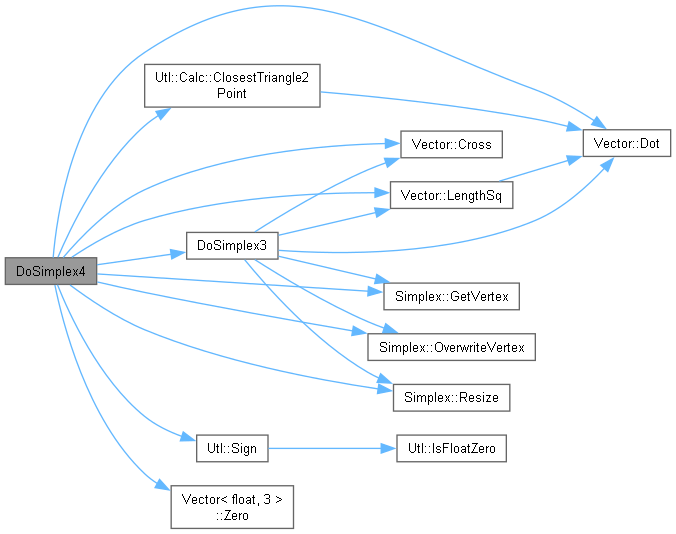 Utl::Calc::ClosestTriangle2
Point
Vector::Dot
Vector::Cross
Vector::LengthSq
DoSimplex3
DoSimplex4
Simplex::GetVertex
Simplex::OverwriteVertex
Simplex::Resize
Utl::Sign
Utl::IsFloatZero
Vector< float, 3 >
::Zero